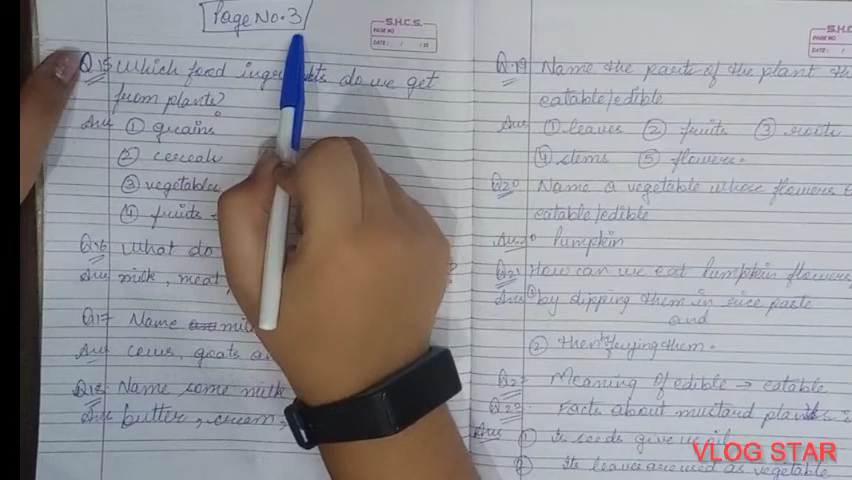 Page No. 3
S.H.C.S.
PAGE NO
DATE: / /20
Q15 Which food ingredients do we get
from plants?
Ans ① grains
② cereals
③ vegetables
④ fruits
Q16 What do
Ans milk, meat,
Q17 Name milk
Ans cows, goats
Q18 Name some milk
Ans butter, cream,
S.H.C
PAGE NO
DATE: /
Q19 Name the parts of the plant
eatable/edible
Ans ① leaves ② fruits ③ roots
④ stems ⑤ flowers.
Q20 Name a vegetable whose flowers
eatable/edible
Ans Pumpkin
Q21 How can we eat Pumpkin flowers
Ans ① by dipping them in rice paste
and
② then by frying them.
Q22 Meaning of edible → eatable
Q23 Facts about mustard plants
Ans ① Its seeds give us oil
② Its leaves are used as vegetable
VLOG STAR